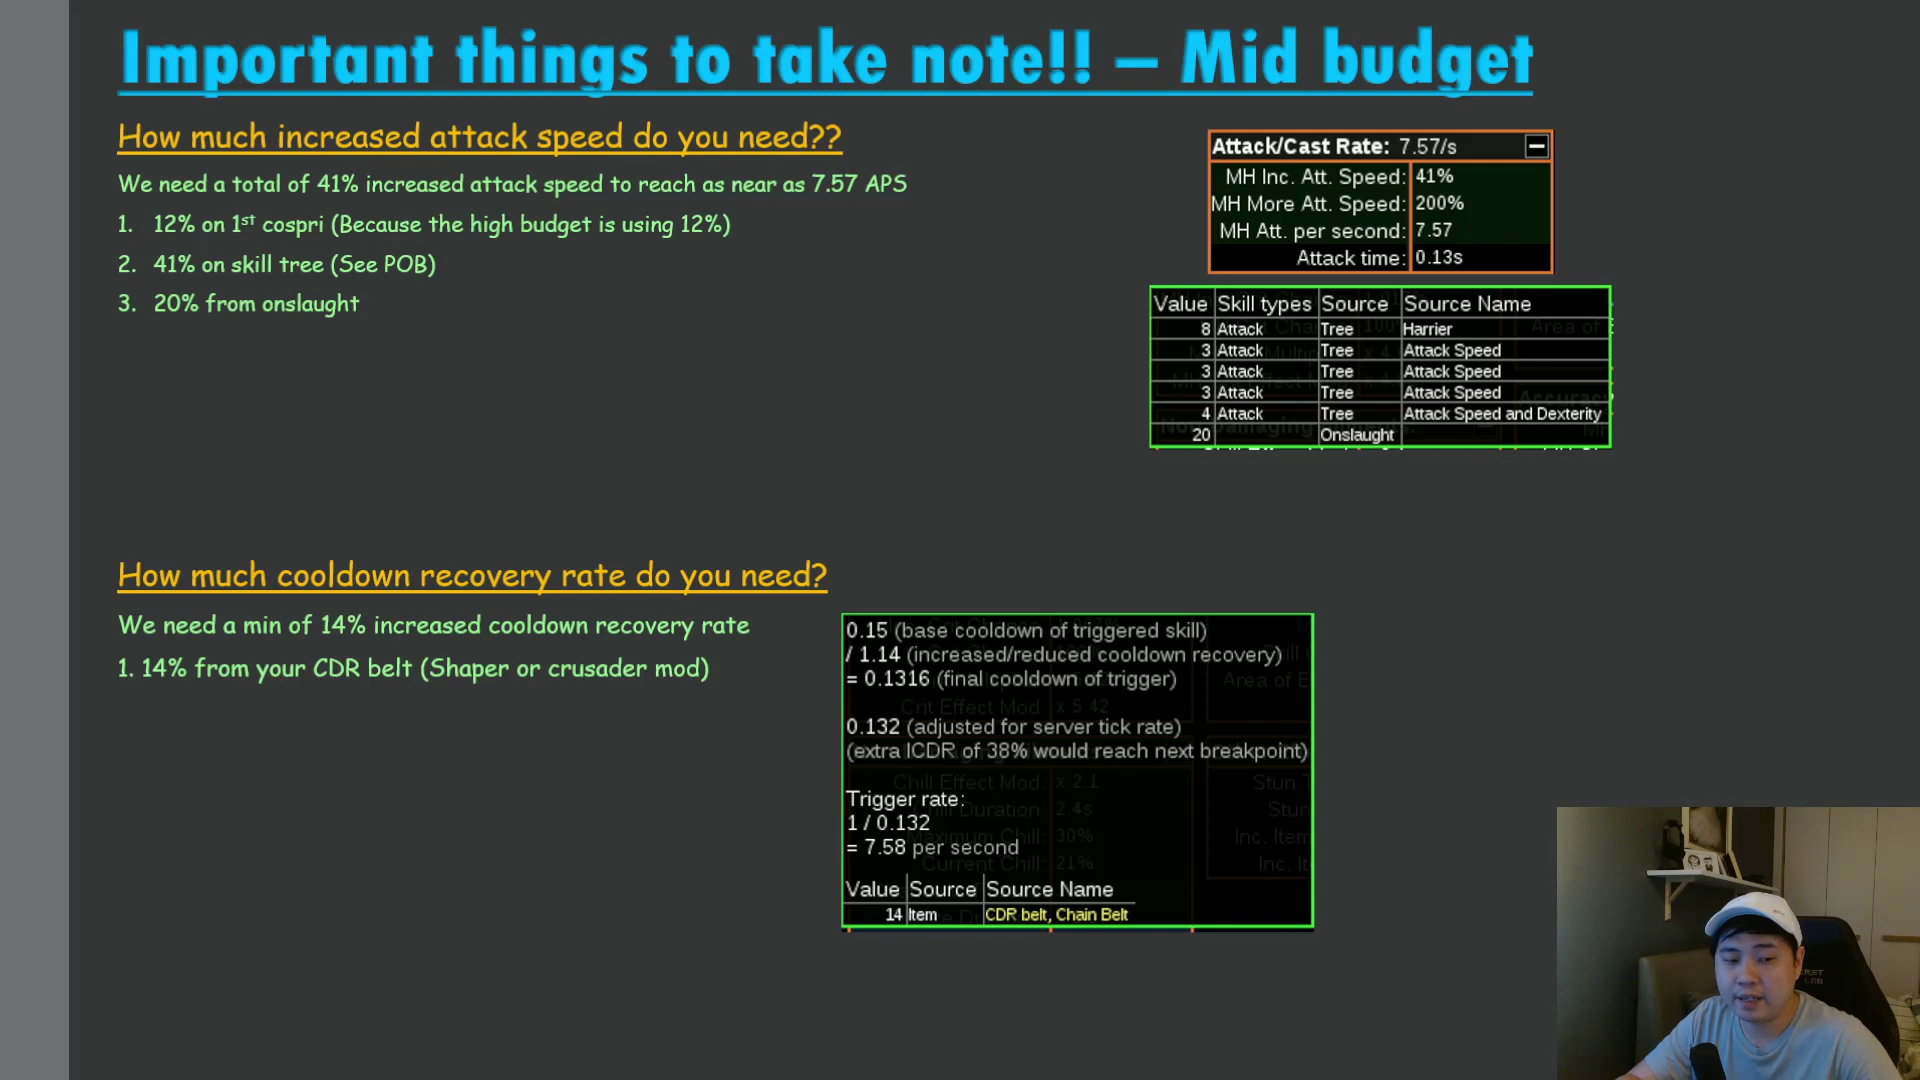 Important things to take note!! – Mid budget
How much increased attack speed do you need??
We need a total of 41% increased attack speed to reach as near as 7.57 APS
1. 12% on 1st cospri (Because the high budget is using 12%)
2. 41% on skill tree (See POB)
3. 20% from onslaught
Attack/Cast Rate: 7.57/s
MH Inc. Att. Speed: 41%
MH More Att. Speed: 200%
MH Att. per second: 7.57
Attack time: 0.13s
Value Skill types Source Source Name
8 Attack Tree Harrier
3 Attack Tree Attack Speed
3 Attack Tree Attack Speed
3 Attack Tree Attack Speed
4 Attack Tree Attack Speed and Dexterity
20 Onslaught
How much cooldown recovery rate do you need?
We need a min of 14% increased cooldown recovery rate
1. 14% from your CDR belt (Shaper or crusader mod)
0.15 (base cooldown of triggered skill)
/ 1.14 (increased/reduced cooldown recovery)
= 0.1316 (final cooldown of trigger)
Crit Effect Mod x 5.42
0.132 (adjusted for server tick rate)
(extra ICDR of 38% would reach next breakpoint)
Chill Effect Mod: x 2.1
Trigger rate:
1 / 0.132
= 7.58 per second
Value Source Source Name
14 Item CDR belt, Chain Belt